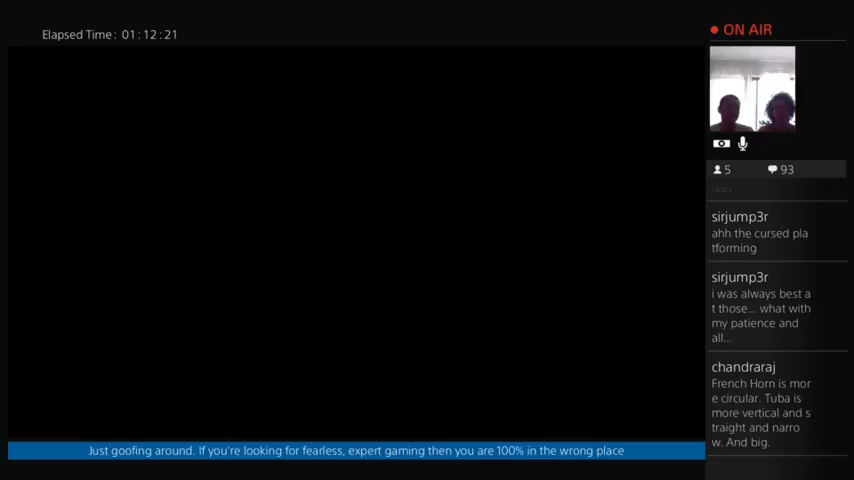 Elapsed Time: 01:12:21
ON AIR
5 93
sirjump3r
ahh the cursed pla
tforming
sirjump3r
i was always best a
t those... what with
my patience and
all...
chandraraj
French Horn is mor
e circular. Tuba is
more vertical and s
traight and narro
w. And big.
Just goofing around. If you're looking for fearless, expert gaming then you are 100% in the wrong place